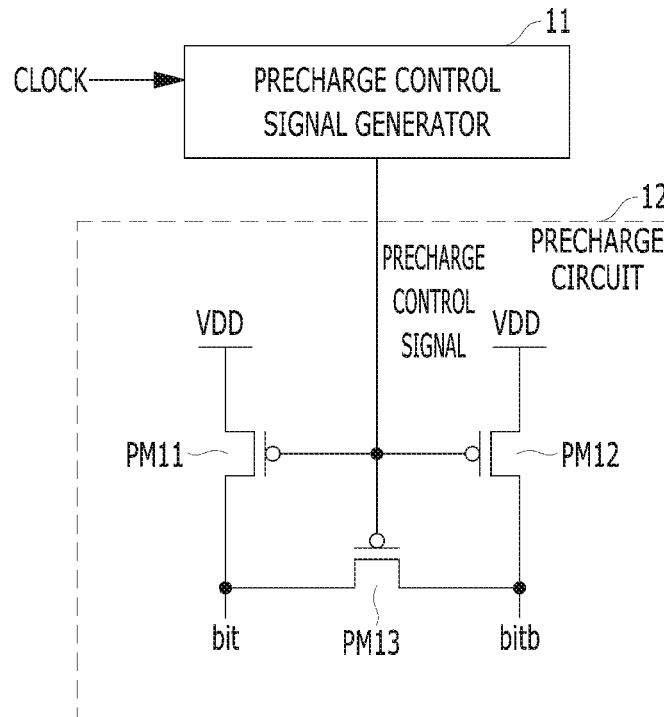 11
CLOCK
PRECHARGE CONTROL
SIGNAL GENERATOR
12
PRECHARGE
CIRCUIT
PRECHARGE
CONTROL
SIGNAL
VDD
VDD
PM11
PM12
bit
PM13
bitb